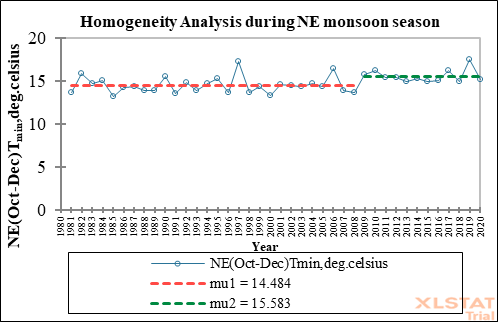 Homogeneity Analysis during NE monsoon season
NE(Oct-Dec)Tmin,deg.celsius
20
15
10
5
0
1980 1981 1982 1983 1984 1985 1986 1987 1988 1989 1990 1991 1992 1993 1994 1995 1996 1997 1998 1999 2000 2001 2002 2003 2004 2005 2006 2007 2008 2009 2010 2011 2012 2013 2014 2015 2016 2017 2018 2019 2020
Year
NE(Oct-Dec)Tmin,deg.celsius
mu1 = 14.484
mu2 = 15.583
XLSTAT
Trial